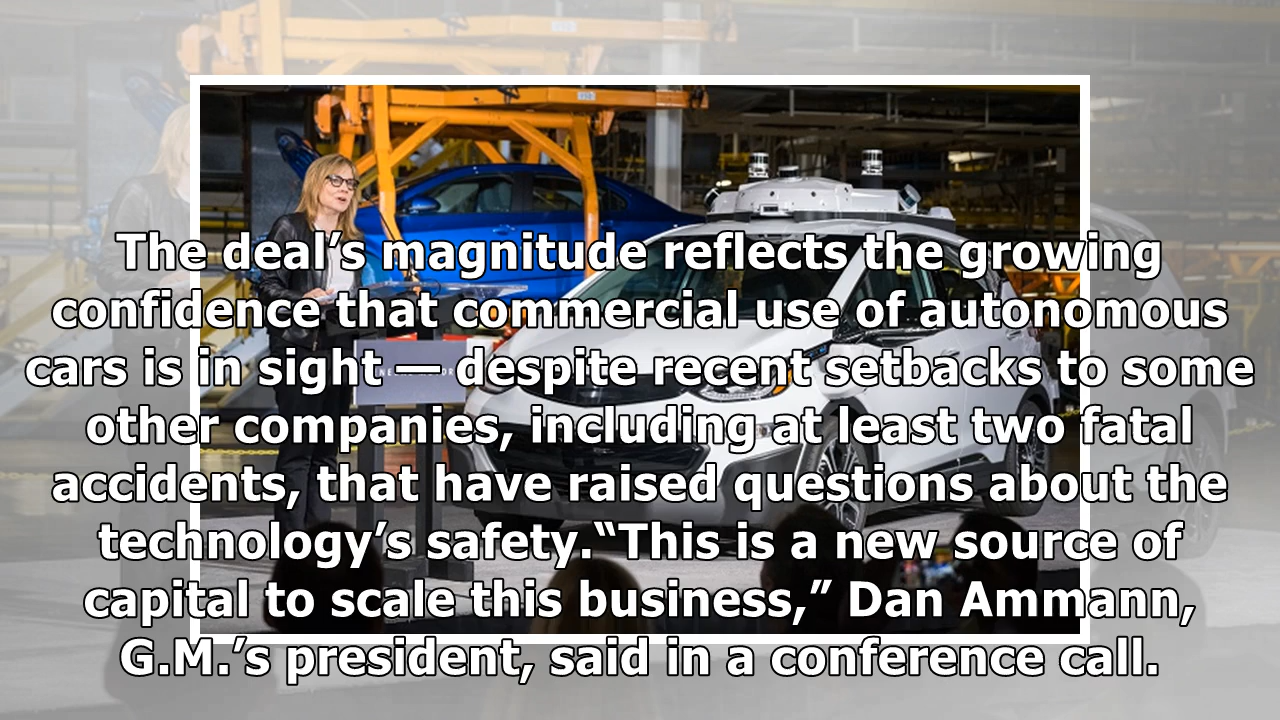 The deal’s magnitude reflects the growing
confidence that commercial use of autonomous
cars is in sight — despite recent setbacks to some
other companies, including at least two fatal
accidents, that have raised questions about the
technology’s safety.“This is a new source of
capital to scale this business,” Dan Ammann,
G.M.’s president, said in a conference call.